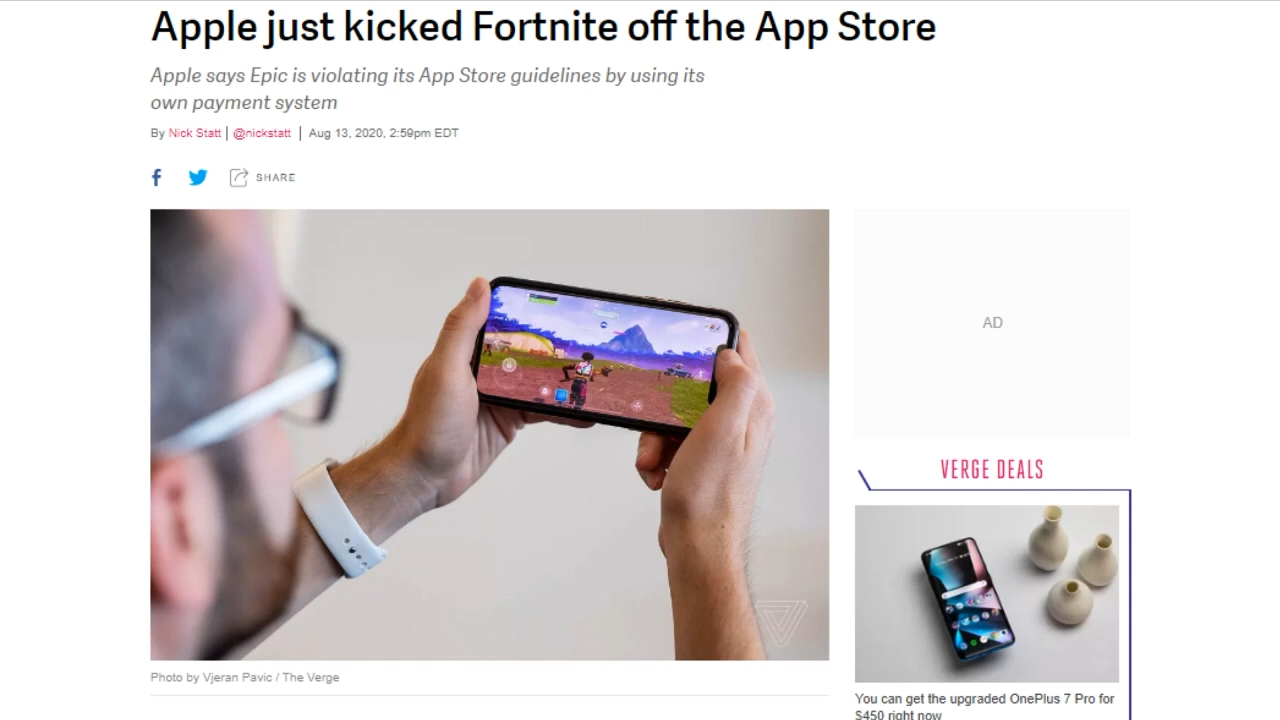 Apple just kicked Fortnite off the App Store
Apple says Epic is violating its App Store guidelines by using its
own payment system
By Nick Statt | @nickstatt | Aug 13, 2020, 2:59pm EDT
SHARE
AD
VERGE DEALS
Photo by Vjeran Pavic / The Verge
You can get the upgraded OnePlus 7 Pro for
$450 right now